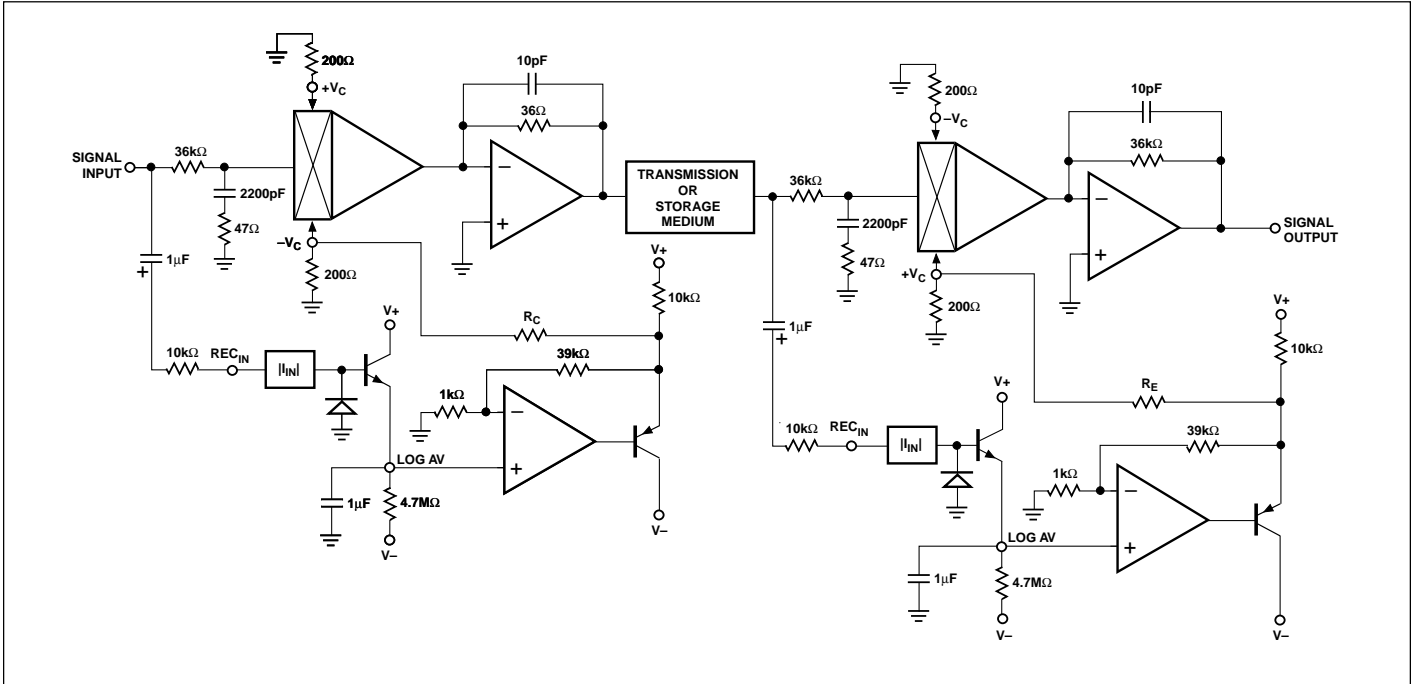 200Ω
+VC
10pF
36Ω
SIGNAL
INPUT
36kΩ
2200pF
47Ω
−
+
−VC
200Ω
1µF
+
TRANSMISSION
OR
STORAGE
MEDIUM
V+
10kΩ
RC
39kΩ
V+
10kΩ
RECIN
|IIN|
1kΩ
−
+
LOG AV
1µF
4.7MΩ
V−
V−
200Ω
−VC
10pF
36kΩ
36kΩ
2200pF
47Ω
−
+
SIGNAL
OUTPUT
+VC
200Ω
1µF
+
V+
10kΩ
RE
39kΩ
V+
10kΩ
RECIN
|IIN|
1kΩ
−
+
LOG AV
1µF
4.7MΩ
V−
V−